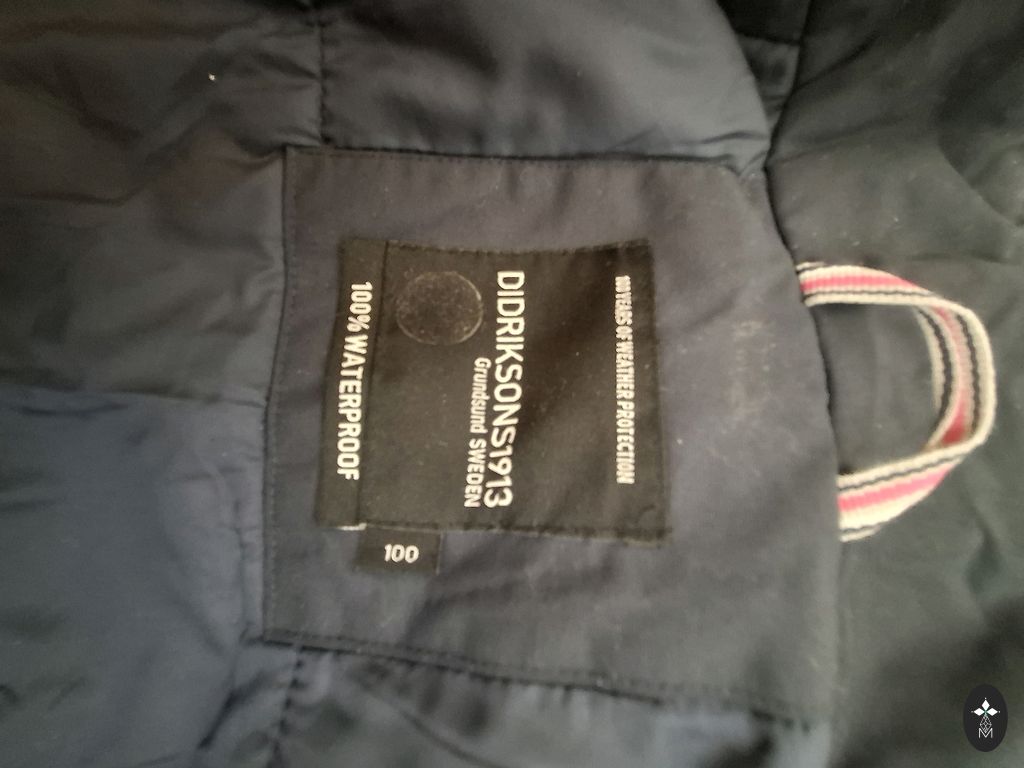 100 YEARS OF WEATHER PROTECTION
DIDRIKSONS1913
Grundsund SWEDEN
100% WATERPROOF
100
M